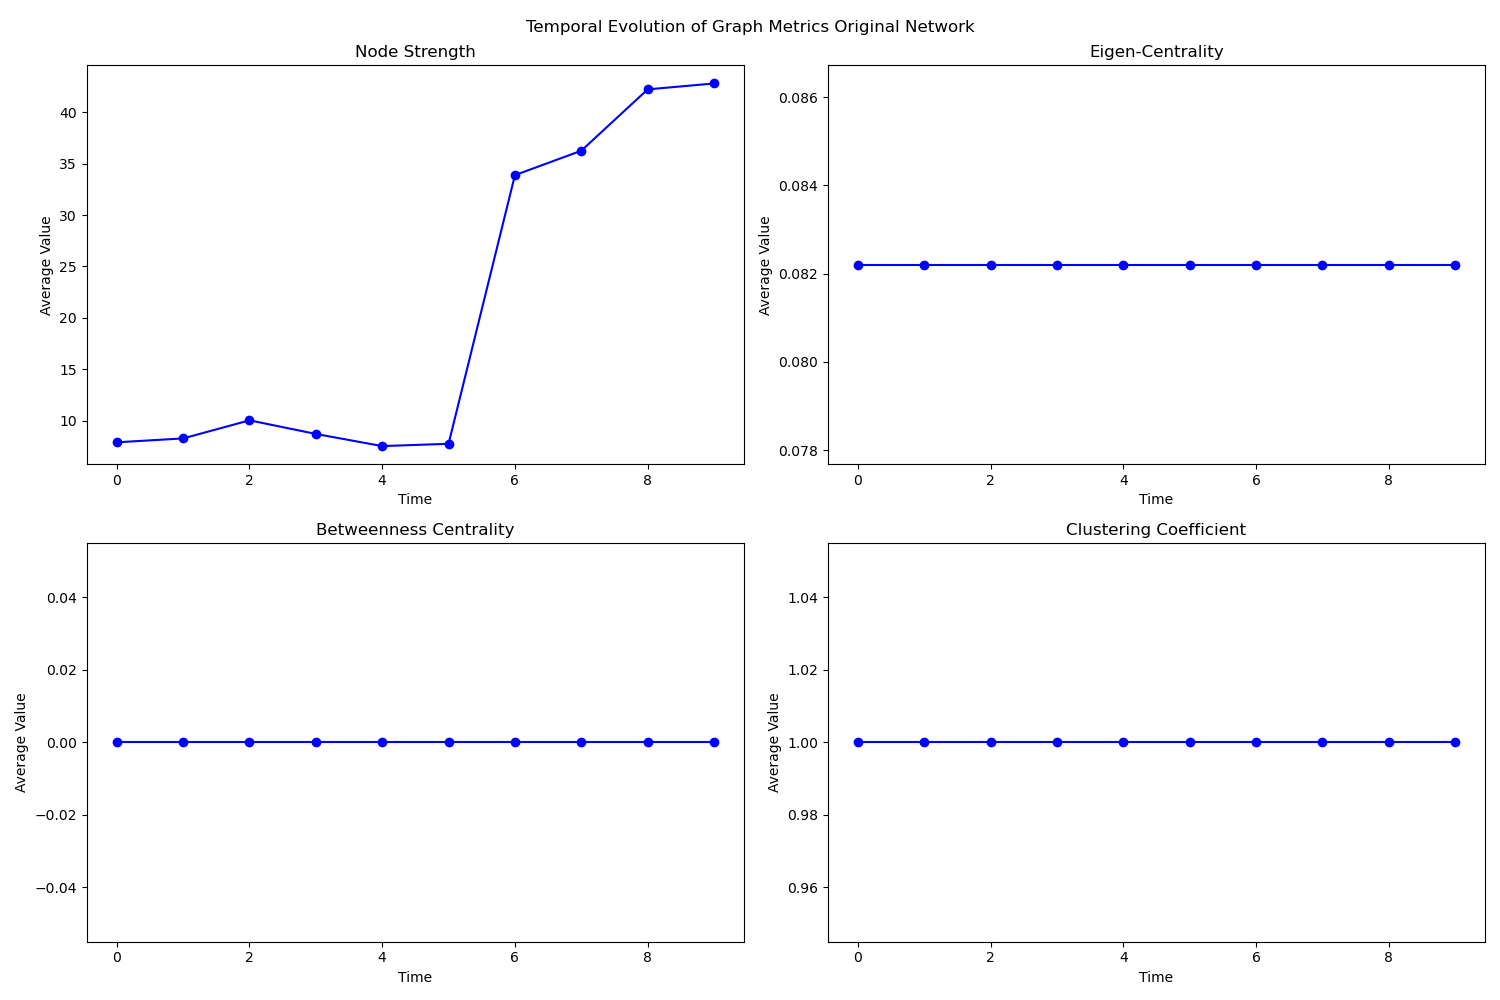 Temporal Evolution of Graph Metrics Original Network
Node Strength
Average Value
40
35
30
25
20
15
10
0 2 4 6 8
Time
Eigen-Centrality
Average Value
0.086
0.084
0.082
0.080
0.078
0 2 4 6 8
Time
Betweenness Centrality
Average Value
0.04
0.02
0.00
−0.02
−0.04
0 2 4 6 8
Time
Clustering Coefficient
Average Value
1.04
1.02
1.00
0.98
0.96
0 2 4 6 8
Time